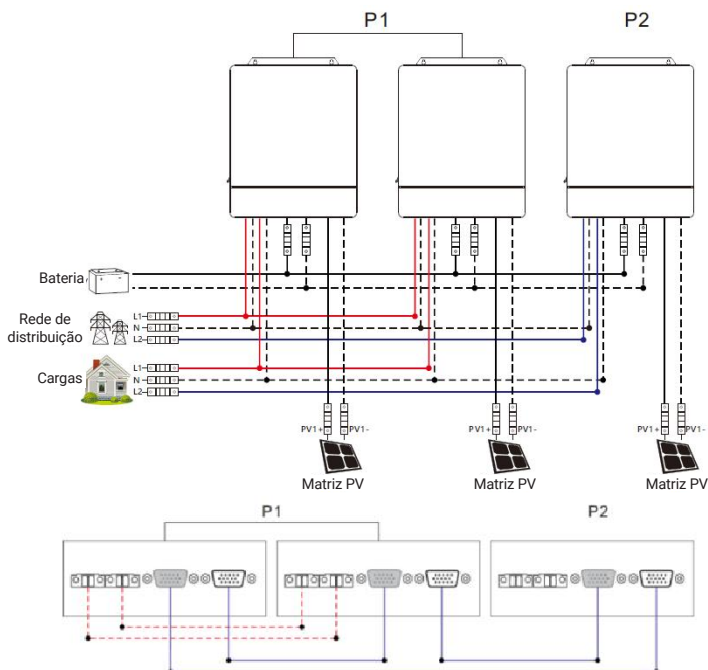 P1
P2
Bateria
Rede de
distribuição
L1
N
L2
Cargas
L1
N
L2
PV1+
PV1-
PV1+
PV1-
PV1+
PV1-
Matriz PV
Matriz PV
Matriz PV
P1
P2